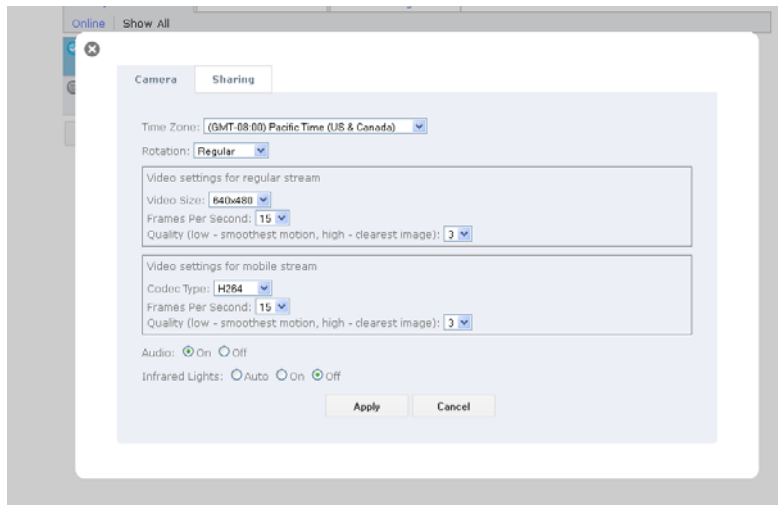 Online | Show All
Camera Sharing
Time Zone: (GMT-08:00) Pacific Time (US & Canada)
Rotation: Regular
Video settings for regular stream
Video Size: 640x480
Frames Per Second: 15
Quality (low - smoothest motion, high - clearest image): 3
Video settings for mobile stream
Codec Type: H264
Frames Per Second: 15
Quality (low - smoothest motion, high - clearest image): 3
Audio: On Off
Infrared Lights: Auto On Off
Apply Cancel